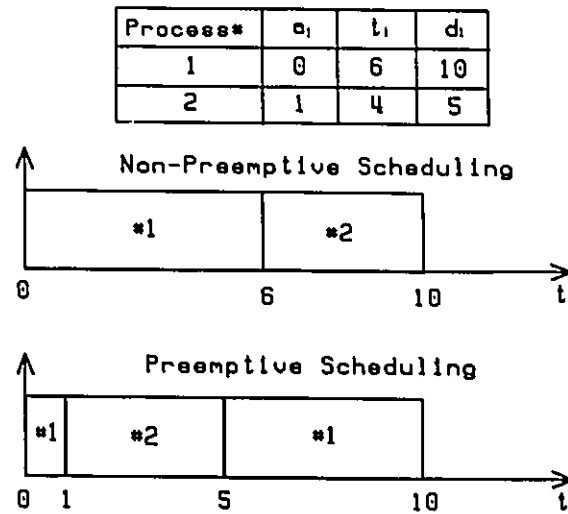 Process# aᵢ tᵢ dᵢ
1 0 6 10
2 1 4 5
Non-Preemptive Scheduling
#1 #2
0 6 10 t
Preemptive Scheduling
#1 #2 #1
0 1 5 10 t